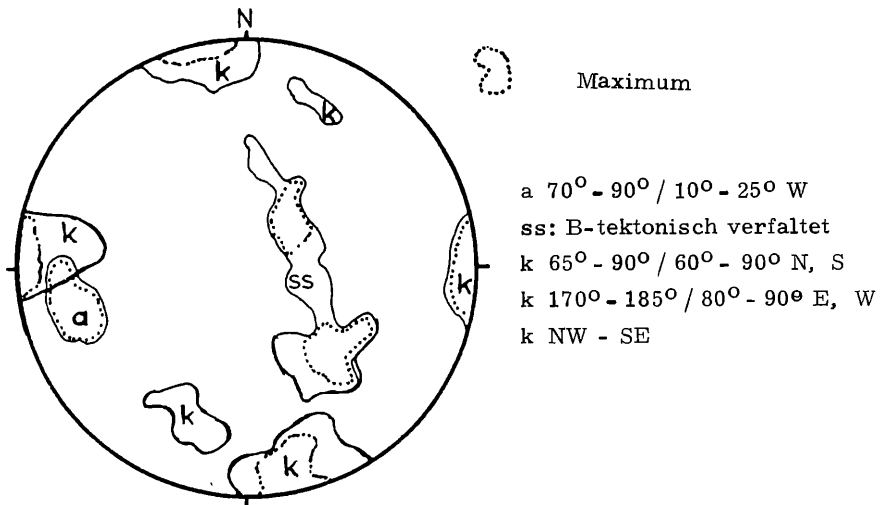 N
k
k
Maximum
a 70° - 90° / 10° - 25° W
ss: B-tektonisch verfaltet
k 65° - 90° / 60° - 90° N, S
k 170° - 185° / 80° - 90° E, W
k NW - SE
k
ss
k
a
k
k